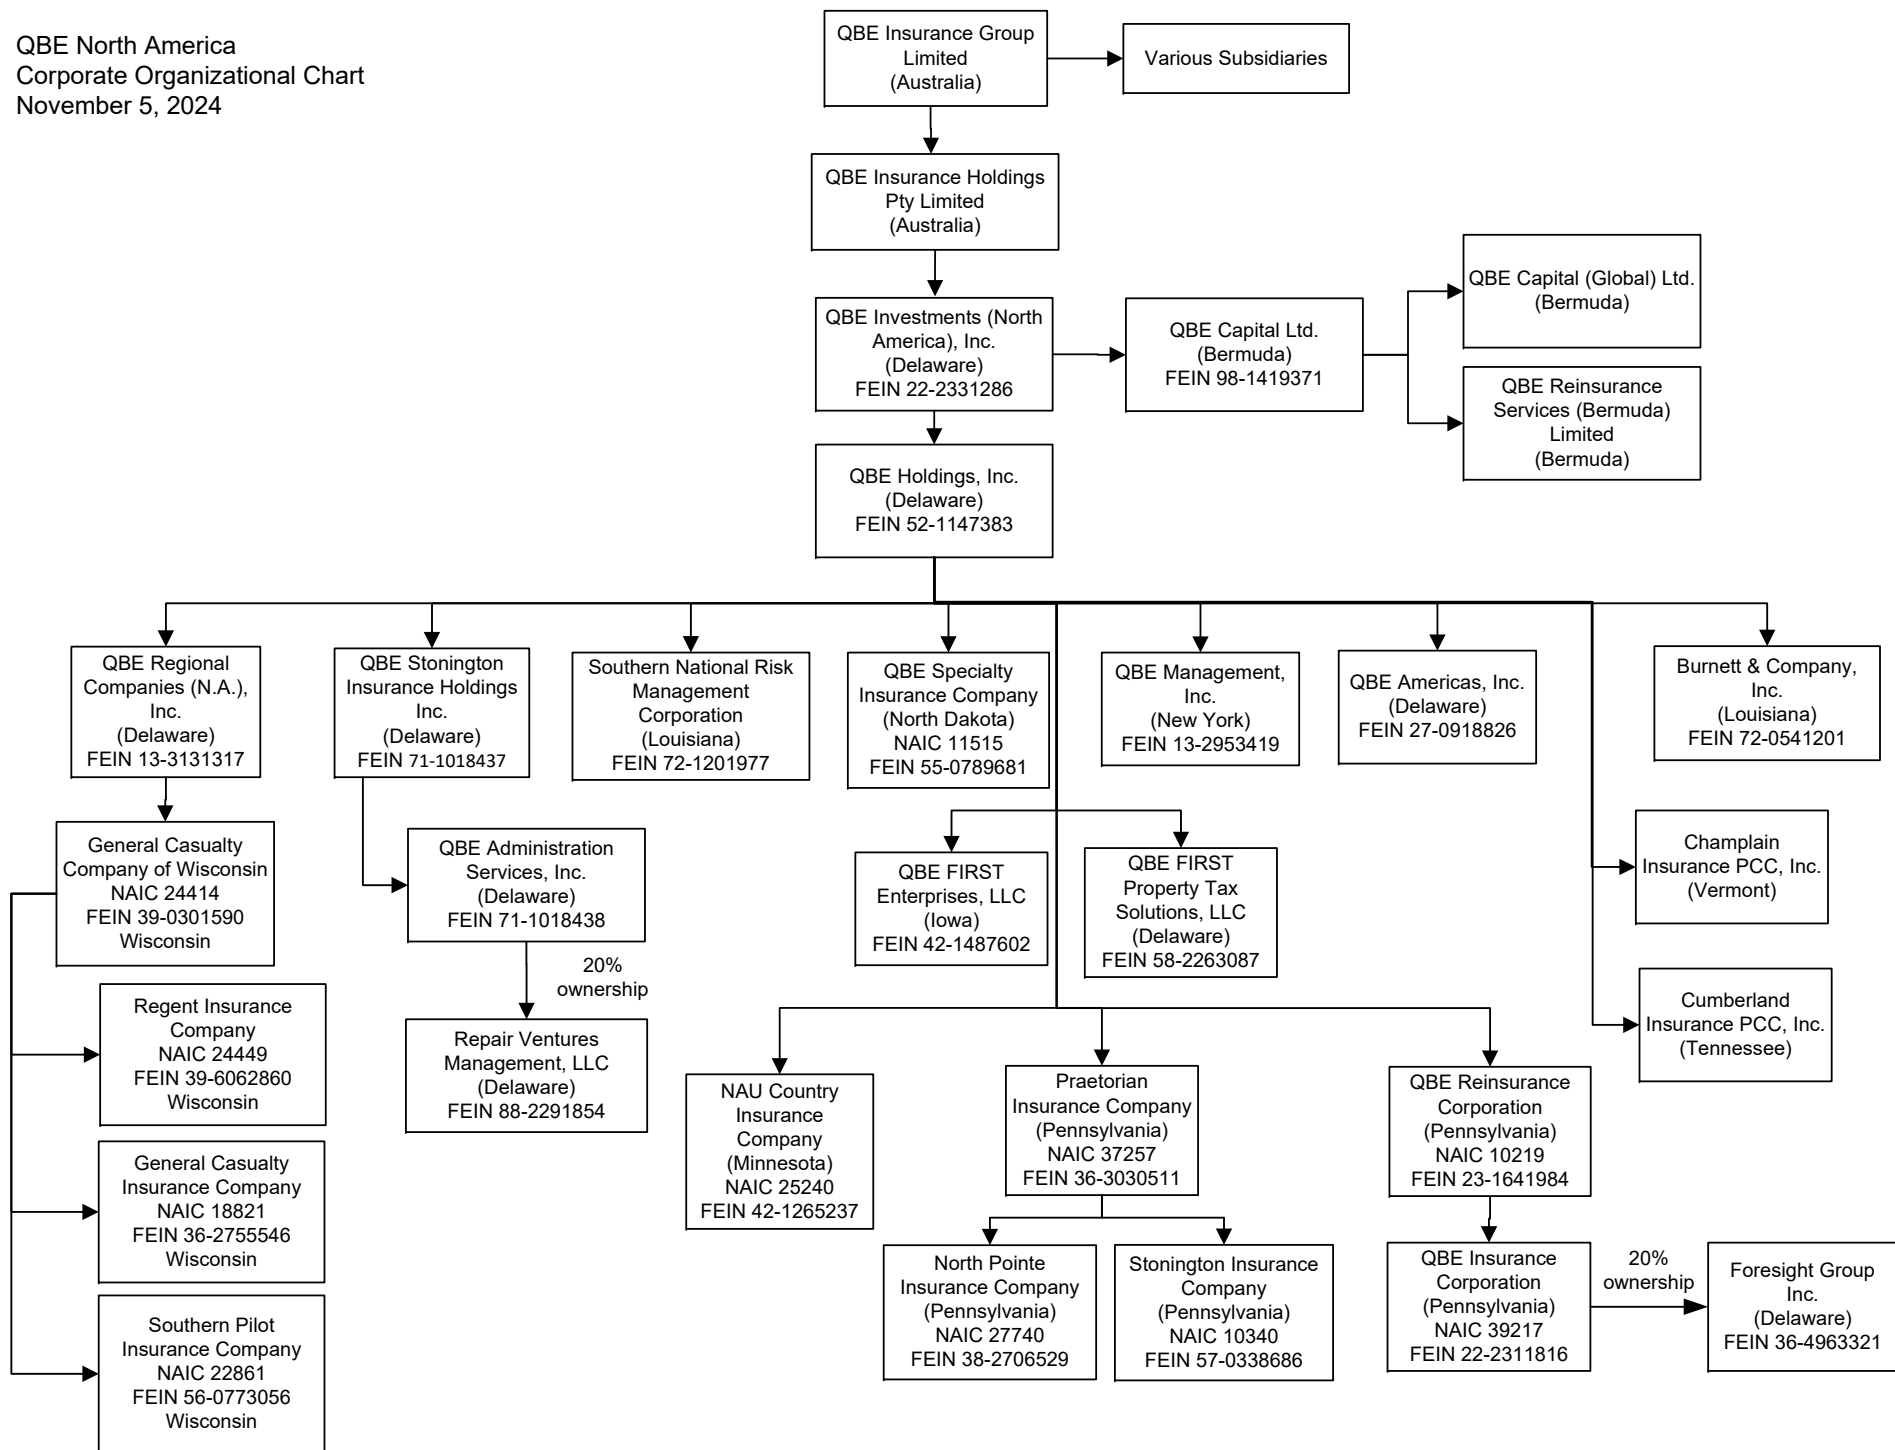 QBE North America
Corporate Organizational Chart
November 5, 2024
QBE Insurance Group
Limited
(Australia)
Various Subsidiaries
QBE Insurance Holdings
Pty Limited
(Australia)
QBE Investments (North
America), Inc.
(Delaware)
FEIN 22-2331286
QBE Capital Ltd.
(Bermuda)
FEIN 98-1419371
QBE Capital (Global) Ltd.
(Bermuda)
QBE Reinsurance
Services (Bermuda)
Limited
(Bermuda)
QBE Holdings, Inc.
(Delaware)
FEIN 52-1147383
QBE Regional
Companies (N.A.),
Inc.
(Delaware)
FEIN 13-3131317
QBE Stonington
Insurance Holdings
Inc.
(Delaware)
FEIN 71-1018437
Southern National Risk
Management
Corporation
(Louisiana)
FEIN 72-1201977
QBE Specialty
Insurance Company
(North Dakota)
NAIC 11515
FEIN 55-0789681
QBE Management,
Inc.
(New York)
FEIN 13-2953419
QBE Americas, Inc.
(Delaware)
FEIN 27-0918826
Burnett & Company,
Inc.
(Louisiana)
FEIN 72-0541201
General Casualty
Company of Wisconsin
NAIC 24414
FEIN 39-0301590
Wisconsin
QBE Administration
Services, Inc.
(Delaware)
FEIN 71-1018438
QBE FIRST
Enterprises, LLC
(Iowa)
FEIN 42-1487602
QBE FIRST
Property Tax
Solutions, LLC
(Delaware)
FEIN 58-2263087
Champlain
Insurance PCC, Inc.
(Vermont)
20%
ownership
Regent Insurance
Company
NAIC 24449
FEIN 39-6062860
Wisconsin
Repair Ventures
Management, LLC
(Delaware)
FEIN 88-2291854
Cumberland
Insurance PCC, Inc.
(Tennessee)
NAU Country
Insurance
Company
(Minnesota)
NAIC 25240
FEIN 42-1265237
Praetorian
Insurance Company
(Pennsylvania)
NAIC 37257
FEIN 36-3030511
QBE Reinsurance
Corporation
(Pennsylvania)
NAIC 10219
FEIN 23-1641984
General Casualty
Insurance Company
NAIC 18821
FEIN 36-2755546
Wisconsin
North Pointe
Insurance Company
(Pennsylvania)
NAIC 27740
FEIN 38-2706529
Stonington Insurance
Company
(Pennsylvania)
NAIC 10340
FEIN 57-0338686
QBE Insurance
Corporation
(Pennsylvania)
NAIC 39217
FEIN 22-2311816
20%
ownership
Foresight Group
Inc.
(Delaware)
FEIN 36-4963321
Southern Pilot
Insurance Company
NAIC 22861
FEIN 56-0773056
Wisconsin